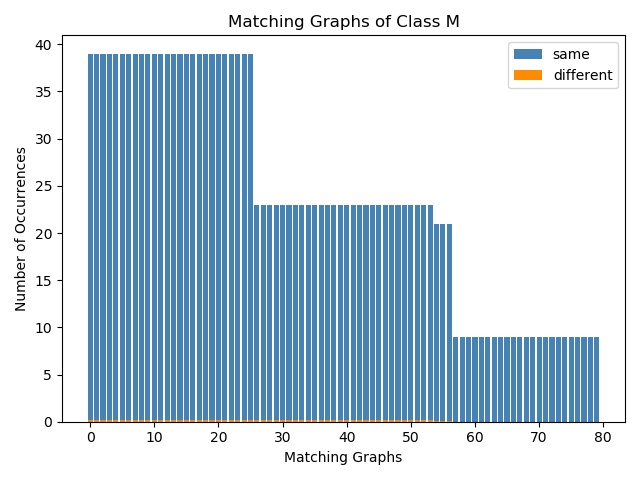 Matching Graphs of Class M
same
different
Number of Occurrences
40
35
30
25
20
15
10
5
0
0 10 20 30 40 50 60 70 80
Matching Graphs